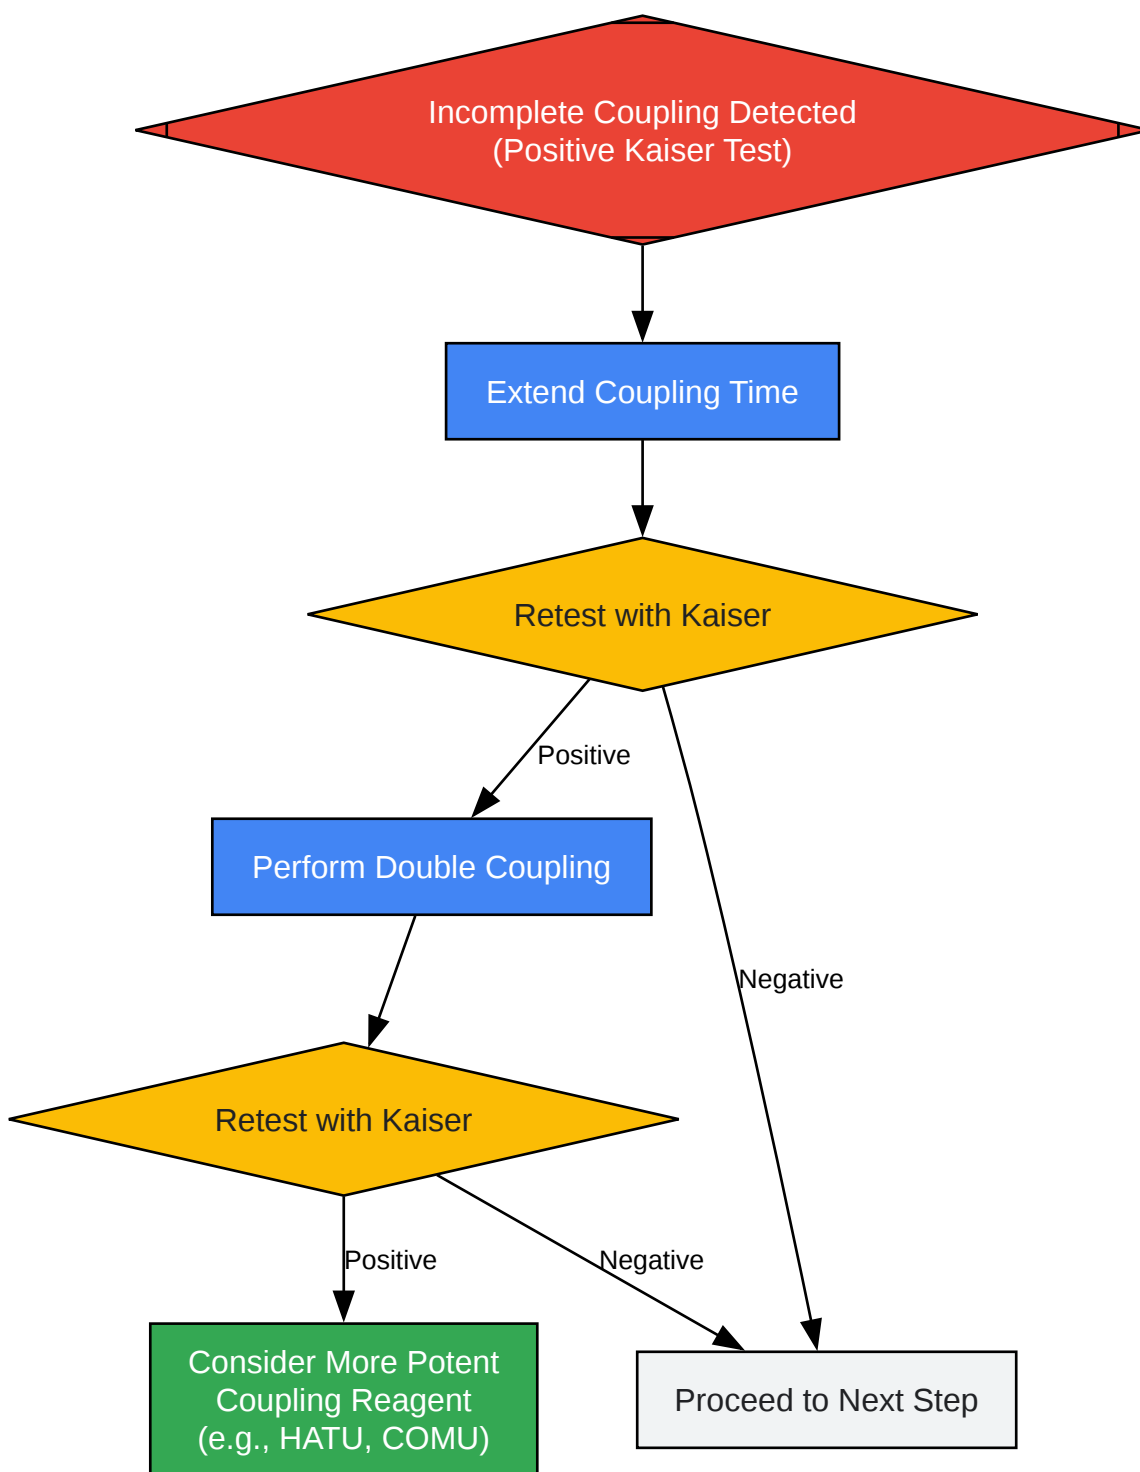 Incomplete Coupling Detected
(Positive Kaiser Test)
Extend Coupling Time
Retest with Kaiser
Positive
Perform Double Coupling
Negative
Retest with Kaiser
Positive
Negative
Consider More Potent
Coupling Reagent
(e.g., HATU, COMU)
Proceed to Next Step